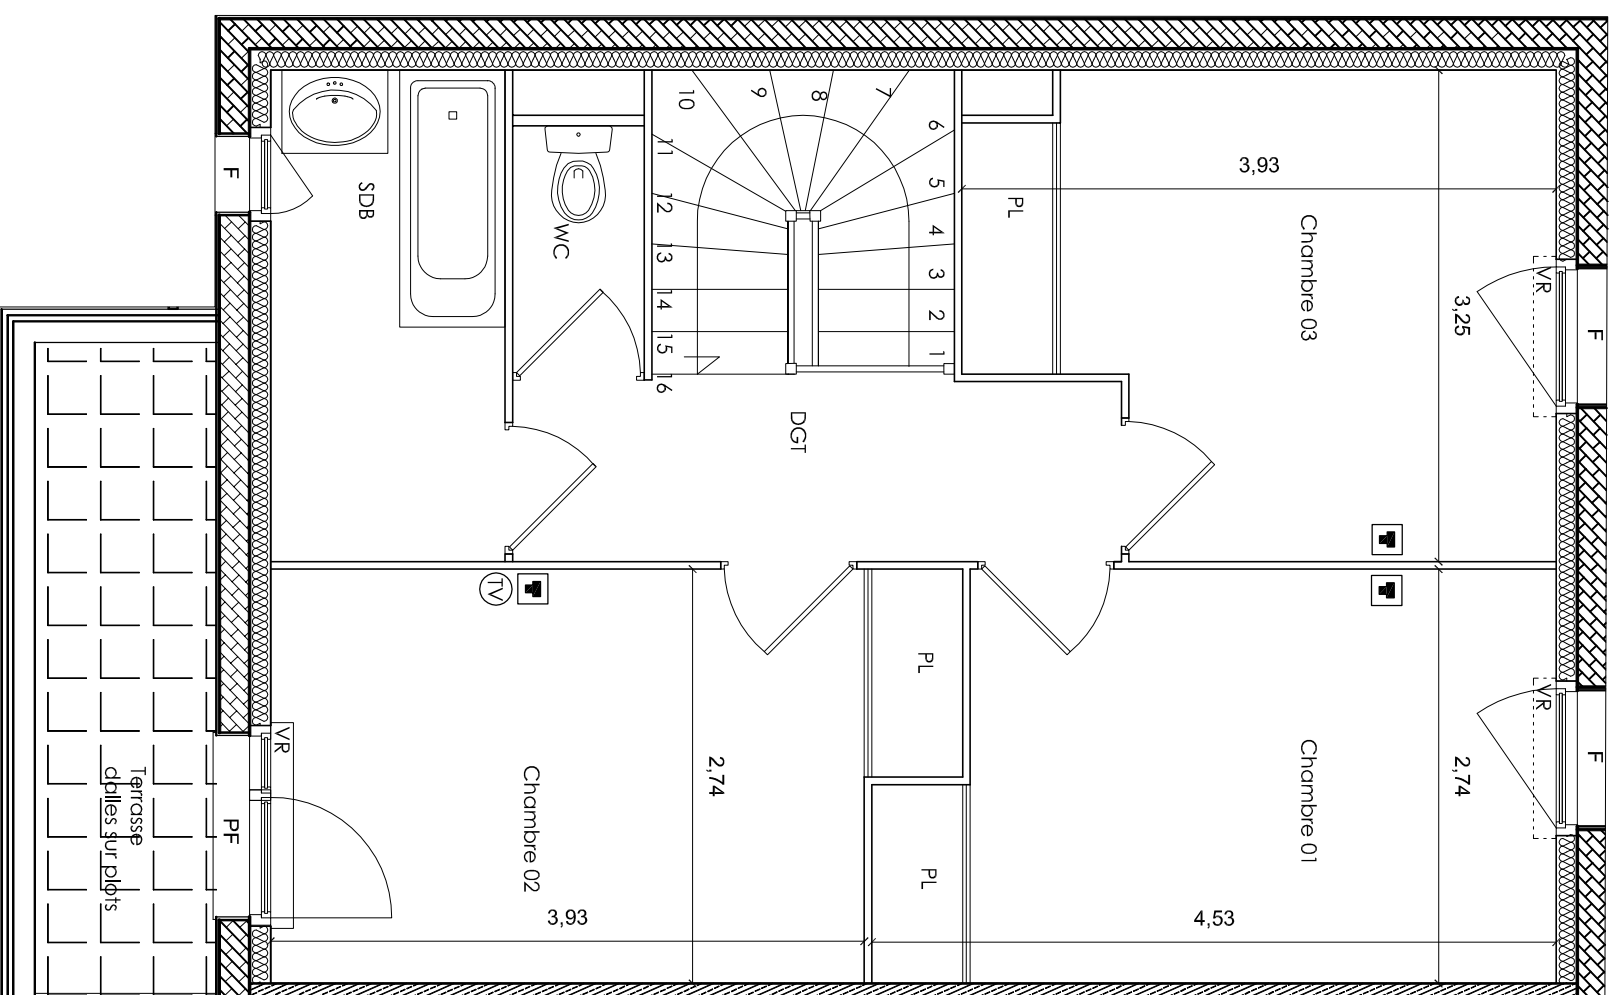 10
9
8
7
6
11
5
12
4
13
3
14
2
15
1
16
F
SDB
WC
PL
3,93
Chambre 03
VR
3,25
F
DGT
TV
PL
PL
VR
Chambre 02
2,74
3,93
Chambre 01
2,74
4,53
VR
F
PF
Terrasse
dalles sur plots